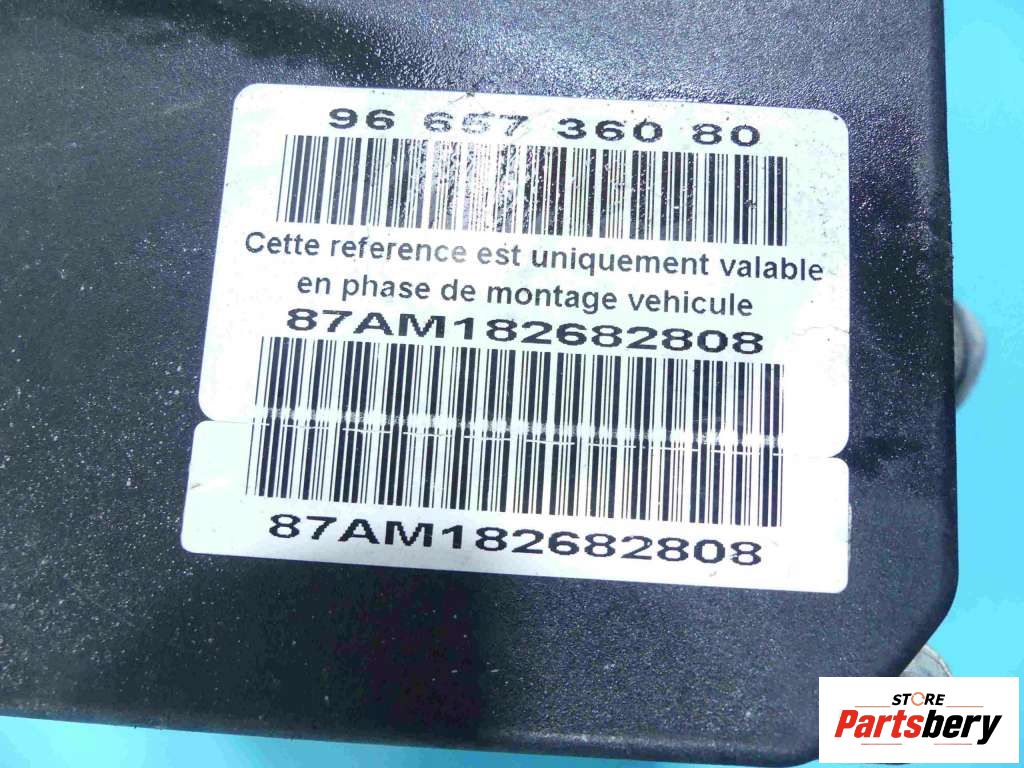 96 657 360 80
Cette reference est uniquement valable
en phase de montage vehicule
87AM182682808
87AM182682808
STORE
Partsbery